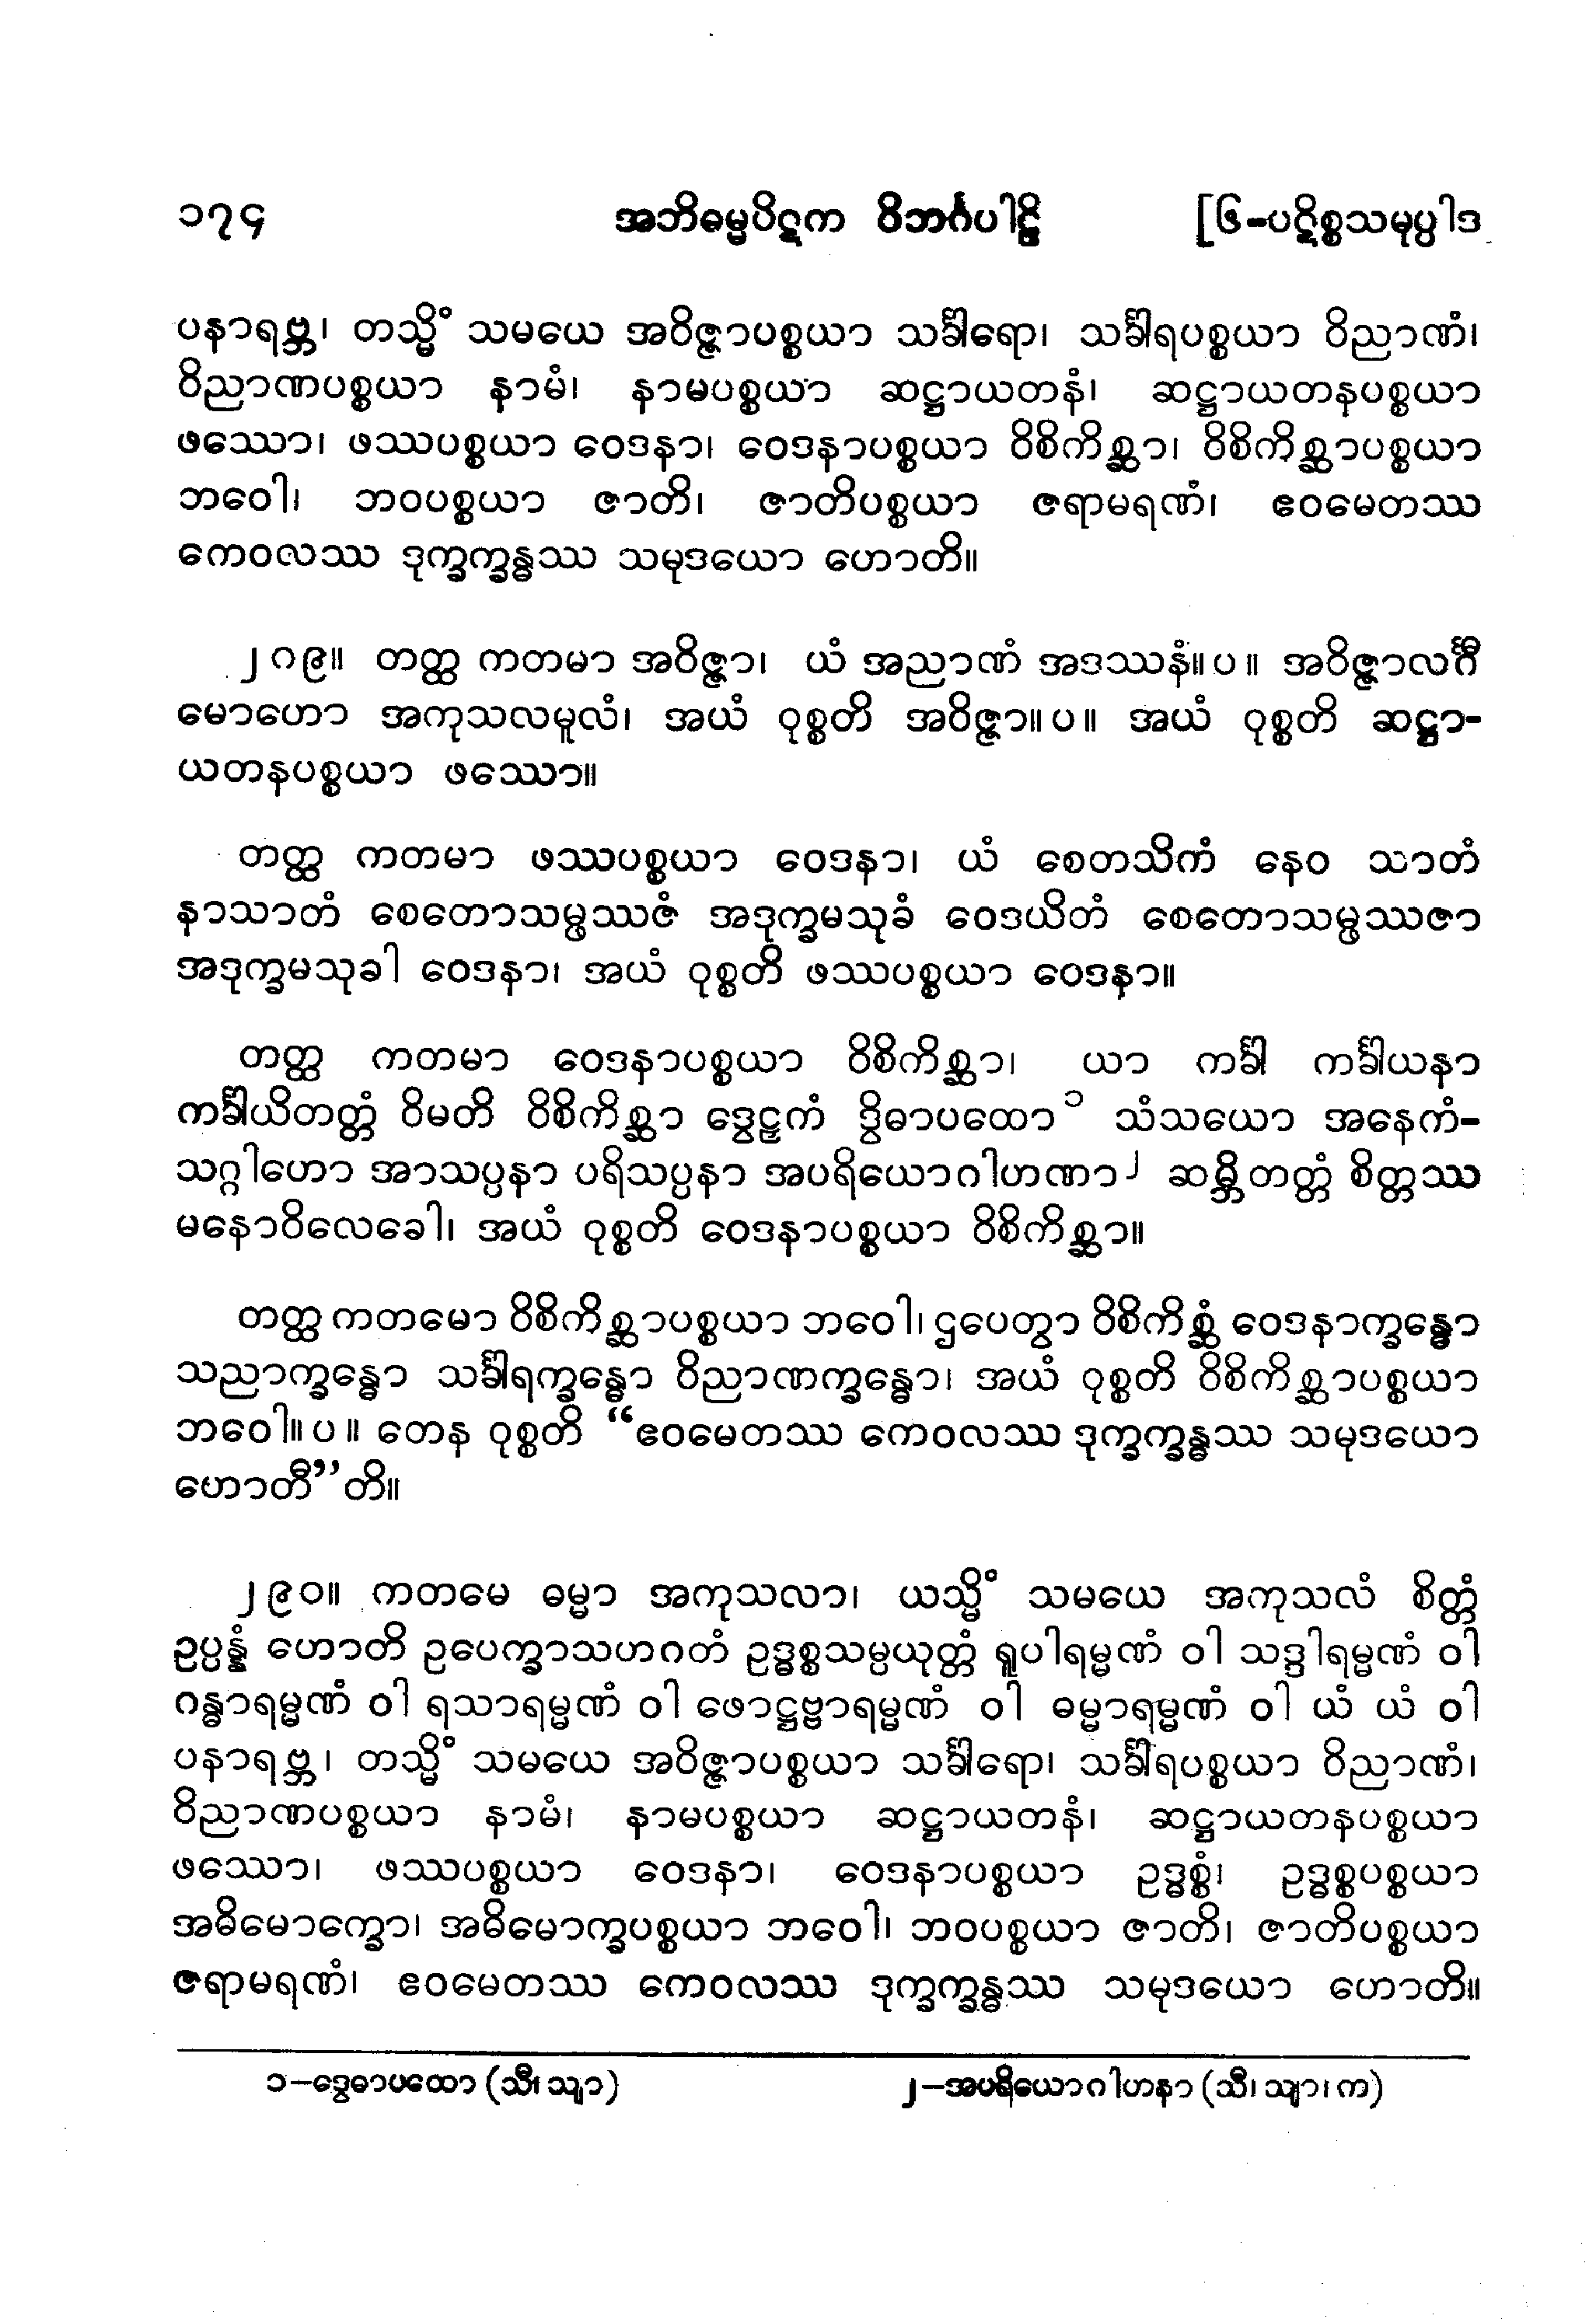 ၁၇၄ အဘိဓမ္မပိဋက ဝိဘင်္ဂပါဠိ [၆-ပဋိစ္စသမုပ္ပါဒ
ပနာရဗ္ဘ၊ တသ္မိံ သမယေ အဝိဇ္ဇာပစ္စယာ သင်္ခါရော၊ သင်္ခါရပစ္စယာ ဝိညာဏံ၊
ဝိညာဏပစ္စယာ နာမံ၊ နာမပစ္စယာ ဆဋ္ဌာယတနံ၊ ဆဋ္ဌာယတနပစ္စယာ
ဖဿော၊ ဖဿပစ္စယာ ဝေဒနာ၊ ဝေဒနာပစ္စယာ ဝိစိကိစ္ဆာ၊ ဝိစိကိစ္ဆာပစ္စယာ
ဘဝေါ၊ ဘဝပစ္စယာ ဇာတိ၊ ဇာတိပစ္စယာ ဇရာမရဏံ၊ ဧဝမေတဿ
ကေဝလဿ ဒုက္ခက္ခန္ဓဿ သမုဒယော ဟောတိ။
၂၈၉။ တတ္ထ ကတမာ အဝိဇ္ဇာ၊ ယံ အညာဏံ အဒဿနံ။ပ။ အဝိဇ္ဇာလင်္ဂီ
မောဟော အကုသလမူလံ၊ အယံ ဝုစ္စတိ အဝိဇ္ဇာ။ပ။ အယံ ဝုစ္စတိ ဆဋ္ဌာ-
ယတနပစ္စယာ ဖဿော။
တတ္ထ ကတမာ ဖဿပစ္စယာ ဝေဒနာ၊ ယံ စေတသိကံ နေဝ သာတံ
နာသာတံ စေတောသမ္ဖဿဇံ အဒုက္ခမသုခံ ဝေဒယိတံ စေတောသမ္ဖဿဇာ
အဒုက္ခမသုခါ ဝေဒနာ၊ အယံ ဝုစ္စတိ ဖဿပစ္စယာ ဝေဒနာ။
တတ္ထ ကတမာ ဝေဒနာပစ္စယာ ဝိစိကိစ္ဆာ၊ ယာ ကင်္ခါ ကင်္ခါယနာ
ကင်္ခါယိတတ္တံ ဝိမတိ ဝိစိကိစ္ဆာ ဒွေဠှကံ ဒွိဓာပထော၁ သံသယော အနေကံ-
သဂ္ဂါဟော အာသပ္ပနာ ပရိသပ္ပနာ အပရိယောဂါဟဏာ၂ ဆမ္ဘိတတ္တံ စိတ္တဿ
မနောဝိလေခေါ၊ အယံ ဝုစ္စတိ ဝေဒနာပစ္စယာ ဝိစိကိစ္ဆာ။
တတ္ထ ကတမော ဝိစိကိစ္ဆာပစ္စယာ ဘဝေါ၊ ဌပေတွာ ဝိစိကိစ္ဆံ ဝေဒနာက္ခန္ဓော
သညာက္ခန္ဓော သင်္ခါရက္ခန္ဓော ဝိညာဏက္ခန္ဓော၊ အယံ ဝုစ္စတိ ဝိစိကိစ္ဆာပစ္စယာ
ဘဝေါ။ပ။ တေန ဝုစ္စတိ “ဧဝမေတဿ ကေဝလဿ ဒုက္ခက္ခန္ဓဿ သမုဒယော
ဟောတီ”တိ။
၂၉၀။ ကတမေ ဓမ္မာ အကုသလာ၊ ယသ္မိံ သမယေ အကုသလံ စိတ္တံ
ဥပ္ပန္နံ ဟောတိ ဥပေက္ခာသဟဂတံ ဥဒ္ဓစ္စသမ္ပယုတ္တံ ရူပါရမ္မဏံ ဝါ သဒ္ဒါရမ္မဏံ ဝါ
ဂန္ဓာရမ္မဏံ ဝါ ရသာရမ္မဏံ ဝါ ဖောဋ္ဌဗ္ဗာရမ္မဏံ ဝါ ဓမ္မာရမ္မဏံ ဝါ ယံ ယံ ဝါ
ပနာရဗ္ဘ၊ တသ္မိံ သမယေ အဝိဇ္ဇာပစ္စယာ သင်္ခါရော၊ သင်္ခါရပစ္စယာ ဝိညာဏံ၊
ဝိညာဏပစ္စယာ နာမံ၊ နာမပစ္စယာ ဆဋ္ဌာယတနံ၊ ဆဋ္ဌာယတနပစ္စယာ
ဖဿော၊ ဖဿပစ္စယာ ဝေဒနာ၊ ဝေဒနာပစ္စယာ ဥဒ္ဓစ္စံ၊ ဥဒ္ဓစ္စပစ္စယာ
အဓိမောက္ခော၊ အဓိမောက္ခပစ္စယာ ဘဝေါ၊ ဘဝပစ္စယာ ဇာတိ၊ ဇာတိပစ္စယာ
ဇရာမရဏံ၊ ဧဝမေတဿ ကေဝလဿ ဒုက္ခက္ခန္ဓဿ သမုဒယော ဟောတိ။
၁-ဒွေဓာပထော (သီ၊ သျာ) ၂-အပရိယောဂါဟနာ (သီ၊ သျာ၊ က)